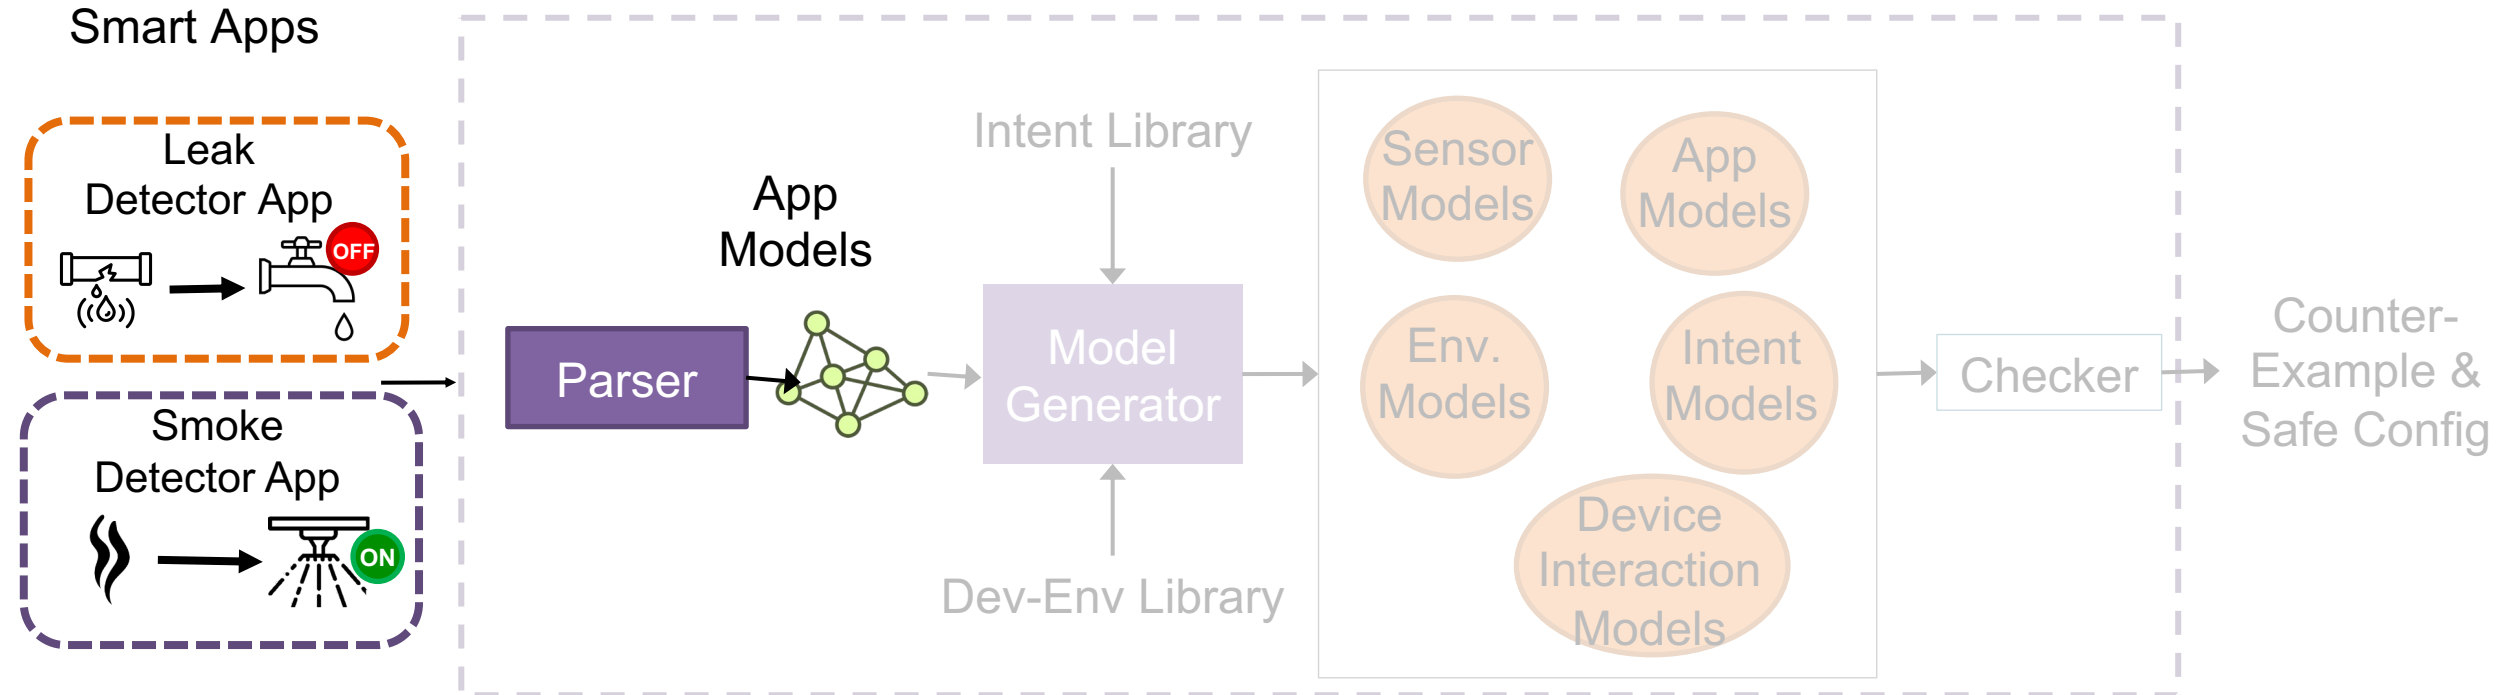 Smart Apps
Leak
Detector App
OFF
Smoke
Detector App
ON
Parser
App
Models
Intent Library
Model
Generator
Dev-Env Library
Sensor
Models
App
Models
Env.
Models
Intent
Models
Device
Interaction
Models
Checker
Counter-
Example &
Safe Config